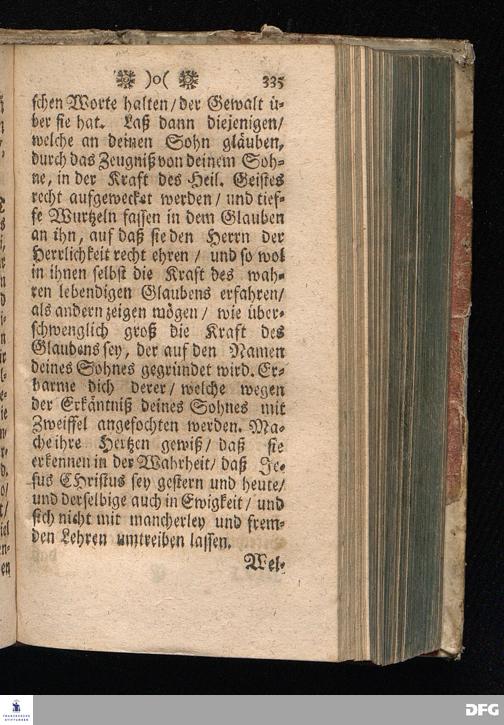 )o( 335
schen Worte halten/ der Gewalt ü-
ber sie hat. Laß dann diejenigen/
welche an deinen Sohn gläuben,
durch das Zeugniß von deinem Soh-
ne, in der Kraft des Heil. Geistes
recht aufgewecket werden/ und tief-
fe Wurtzeln fassen in dem Glauben
an ihn, auf daß sie den Herrn der
Herrlichkeit recht ehren / und so wol
in ihnen selbst die Kraft des wah-
ren lebendigen Glaubens erfahren/
als andern zeigen mögen / wie über-
schwenglich groß die Kraft des
Glaubens sey, der auf den Namen
deines Sohnes gegründet wird. Er-
barme dich derer/ welche wegen
der Erkäntniß deines Sohnes mit
Zweiffel angefochten werden. Ma-
che ihre Hertzen gewiß/ daß sie
erkennen in der Wahrheit/ daß Je-
sus CHristus sey gestern und heute/
und derselbige auch in Ewigkeit/ und
sich nicht mit mancherley und frem-
den Lehren umtreiben lassen.
Wel-
DFG